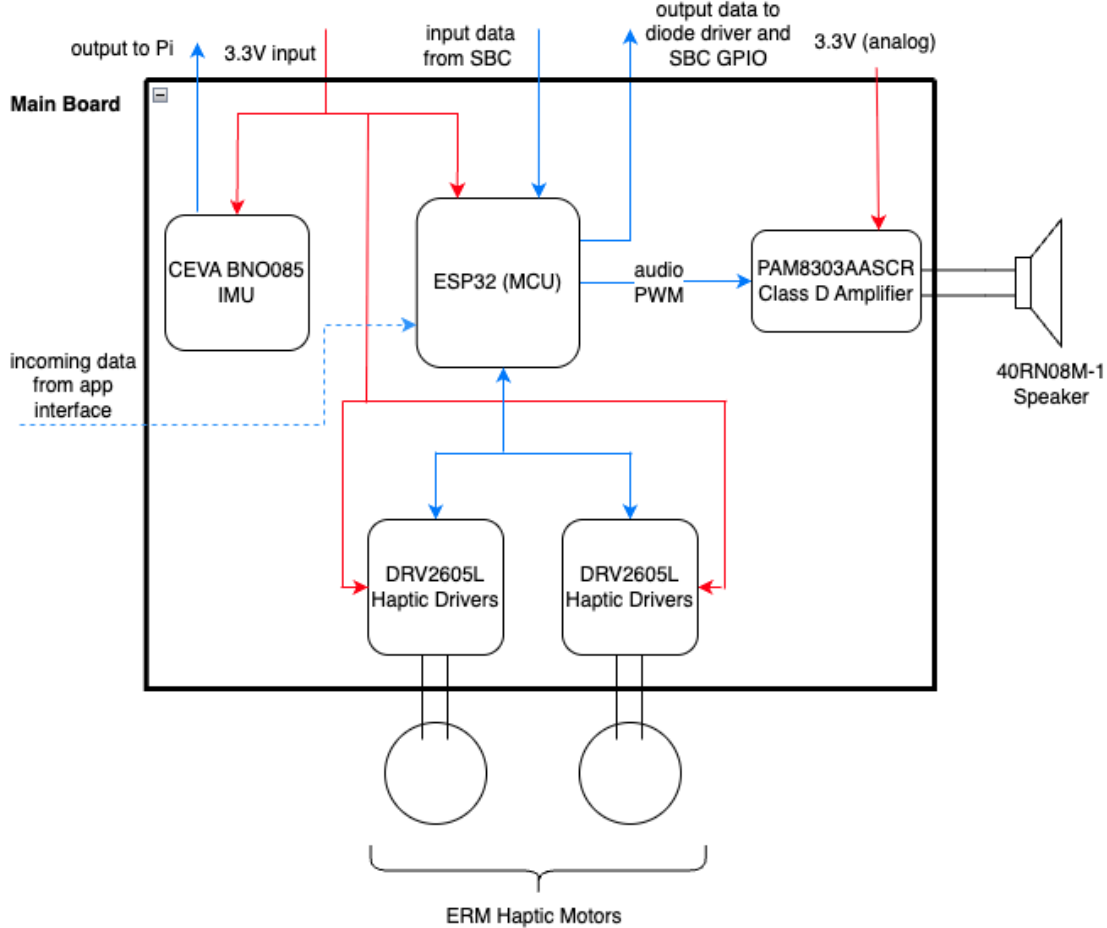 output to Pi
3.3V input
input data
from SBC
output data to
diode driver and
SBC GPIO
3.3V (analog)
Main Board
CEVA BNO085
IMU
ESP32 (MCU)
audio
PWM
PAM8303AASCR
Class D Amplifier
incoming data
from app
interface
40RN08M-1
Speaker
DRV2605L
Haptic Drivers
DRV2605L
Haptic Drivers
ERM Haptic Motors